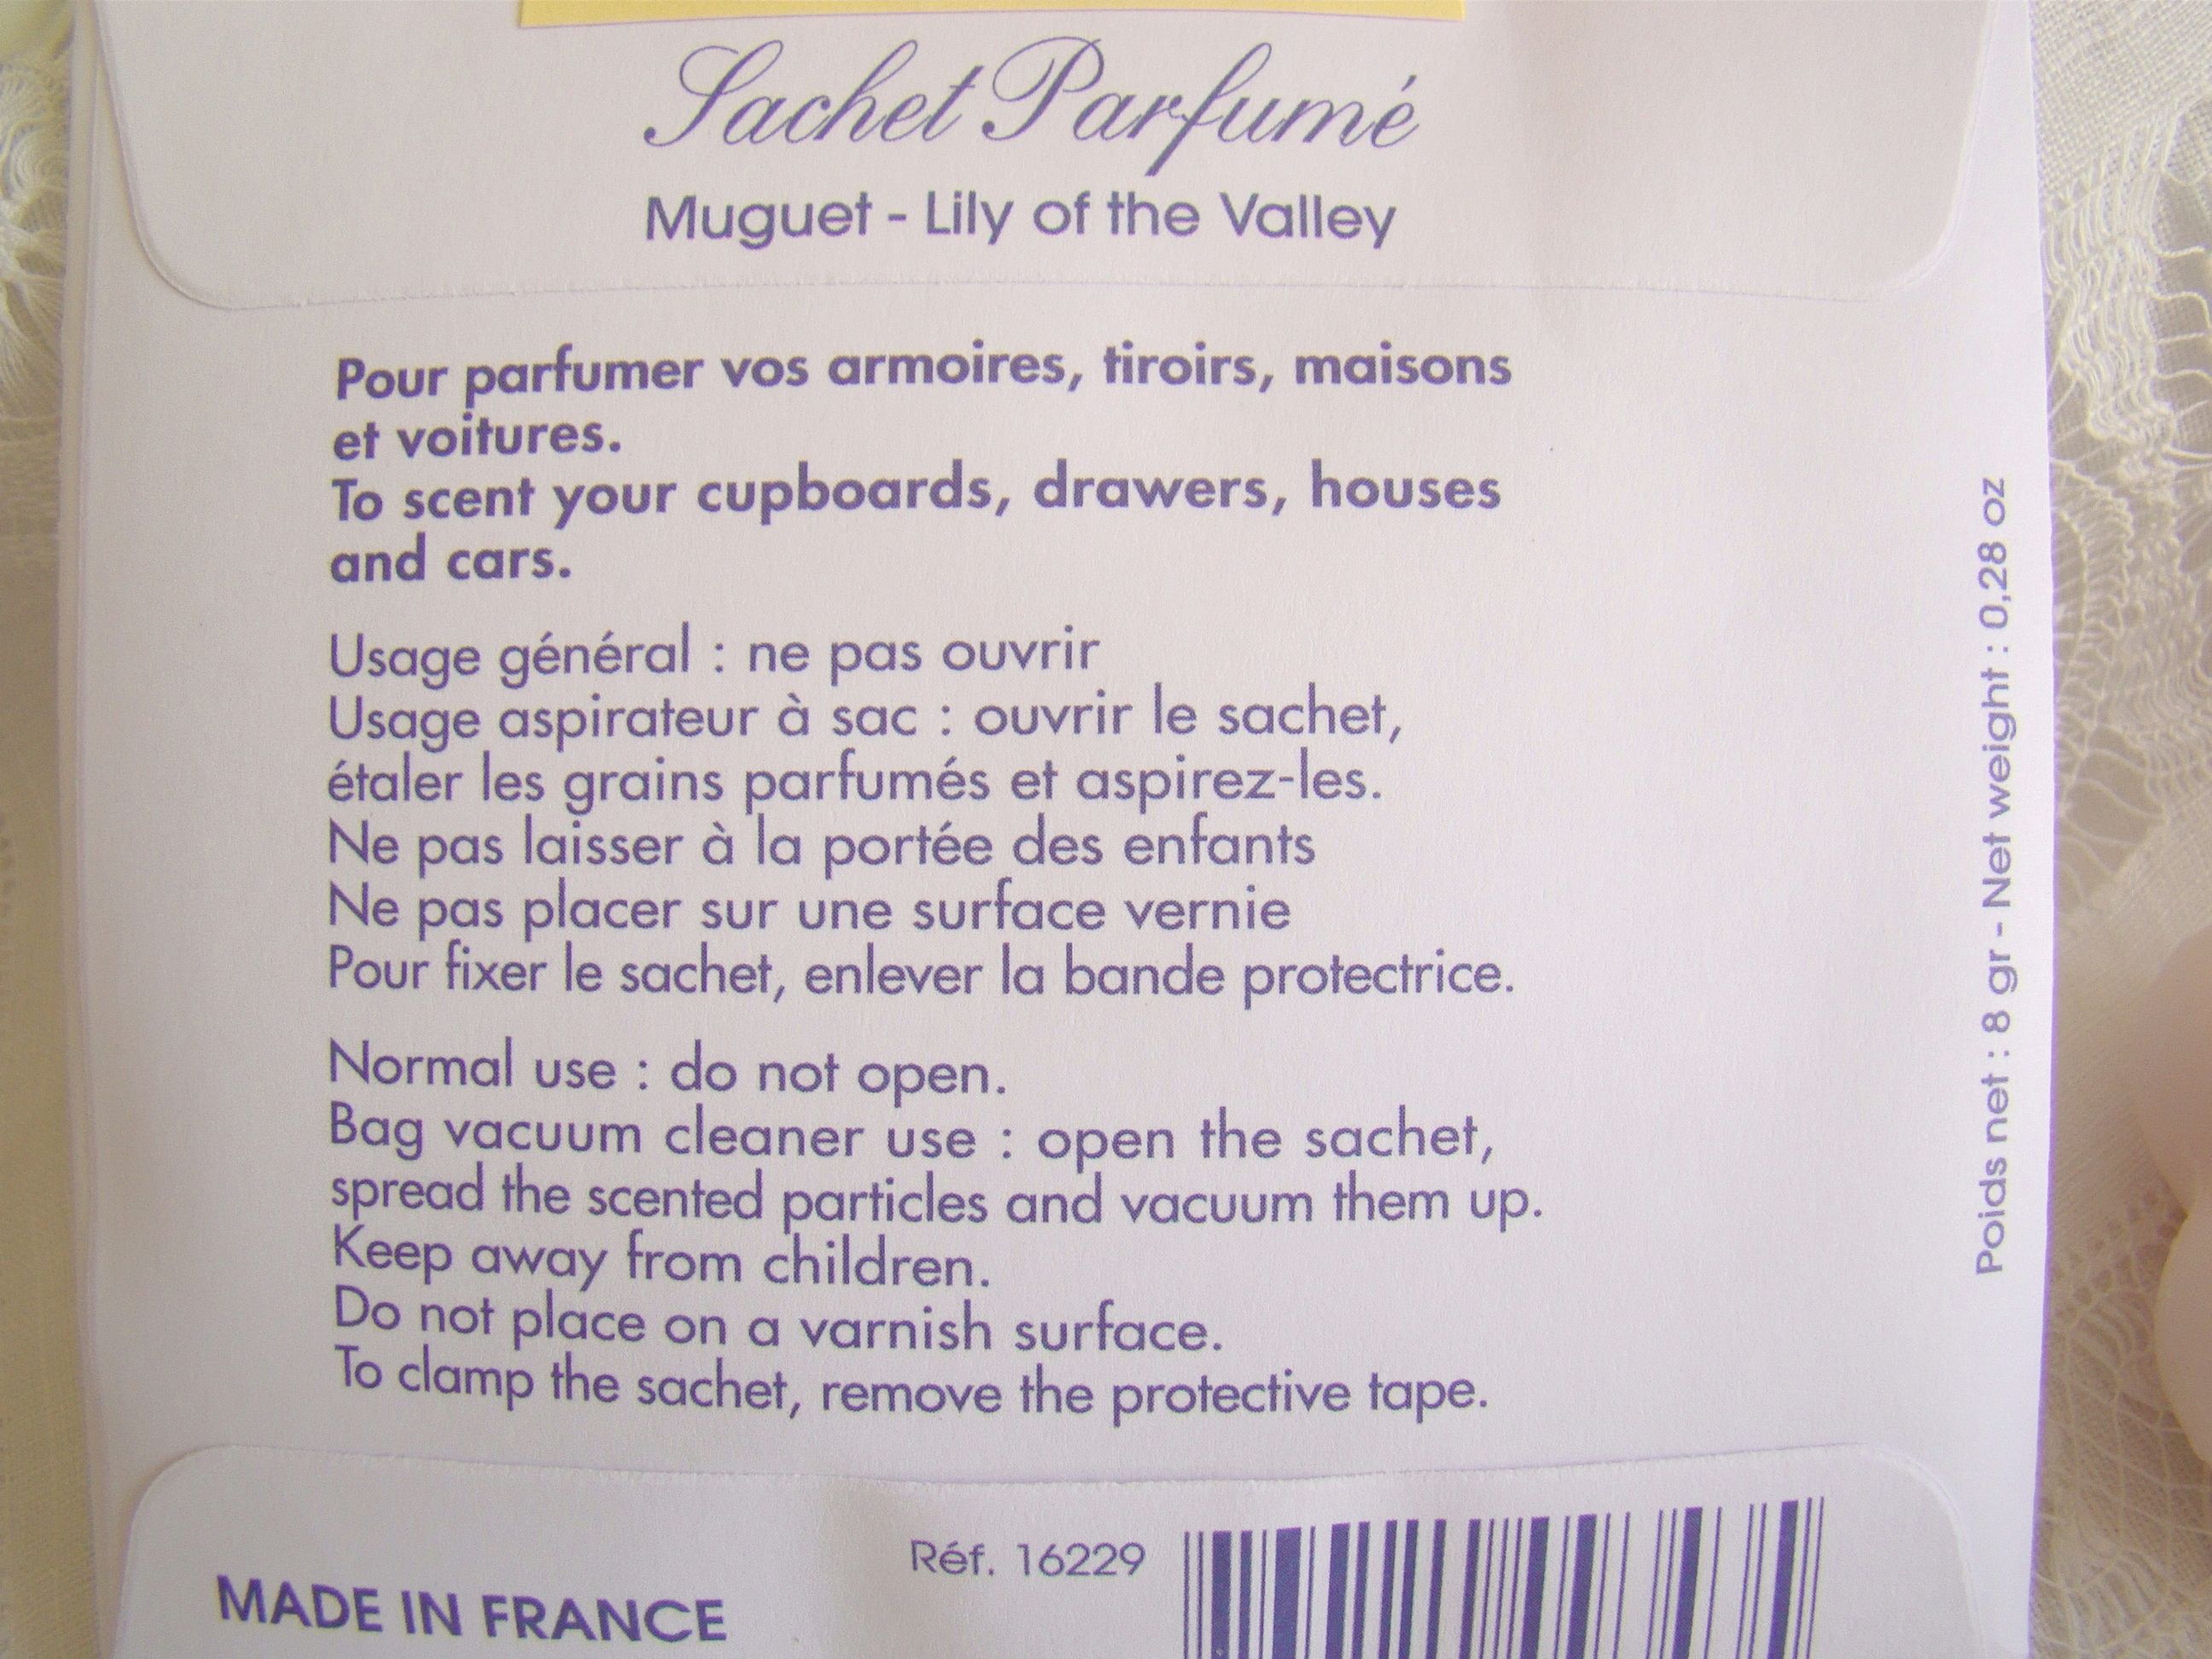 Sachet Parfumé
Muguet - Lily of the Valley
Pour parfumer vos armoires, tiroirs, maisons
et voitures.
To scent your cupboards, drawers, houses
and cars.
Usage général : ne pas ouvrir
Usage aspirateur à sac : ouvrir le sachet,
étaler les grains parfumés et aspirez-les.
Ne pas laisser à la portée des enfants
Ne pas placer sur une surface vernie
Pour fixer le sachet, enlever la bande protectrice.
Normal use : do not open.
Bag vacuum cleaner use : open the sachet,
spread the scented particles and vacuum them up.
Keep away from children.
Do not place on a varnish surface.
To clamp the sachet, remove the protective tape.
Poids net : 8 gr - Net weight : 0,28 oz
Réf. 16229
MADE IN FRANCE